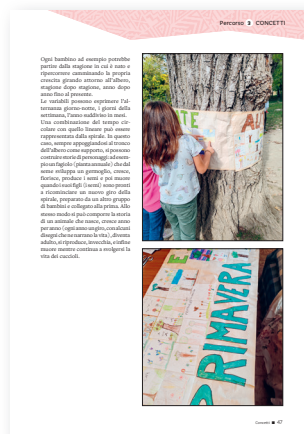 Percorso 3 CONCETTI
Ogni bambino ad esempio potrebbe
partire dalla stagione in cui è nato e
ripercorrere camminando la propria
crescita girando attorno all'albero,
stagione dopo stagione, anno dopo
anno fino al presente.
Le variabili possono esprimere l'al-
ternanza giorno-notte, i giorni della
settimana, l'anno suddiviso in mesi.
Una combinazione del tempo cir-
colare con quello lineare può essere
rappresentata dalla spirale. In questo
caso, sempre appoggiandosi al tronco
dell'albero come supporto, si possono
costruire storie di personaggi: ad esem-
pio un fagiolo (pianta annuale) che dal
seme sviluppa un germoglio, cresce,
fiorisce, produce i semi e poi muore
quando i suoi figli (i semi) sono pronti
a ricominciare un nuovo giro della
spirale, preparato da un altro gruppo
di bambini e collegato alla prima. Allo
stesso modo si può comporre la storia
di un animale che nasce, cresce anno
per anno (ogni anno un giro, con alcuni
disegni che ne narrano la vita), diventa
adulto, si riproduce, invecchia, e infine
muore mentre continua a svolgersi la
vita dei cuccioli.
TE
PRIMAVERA
Concetti 47